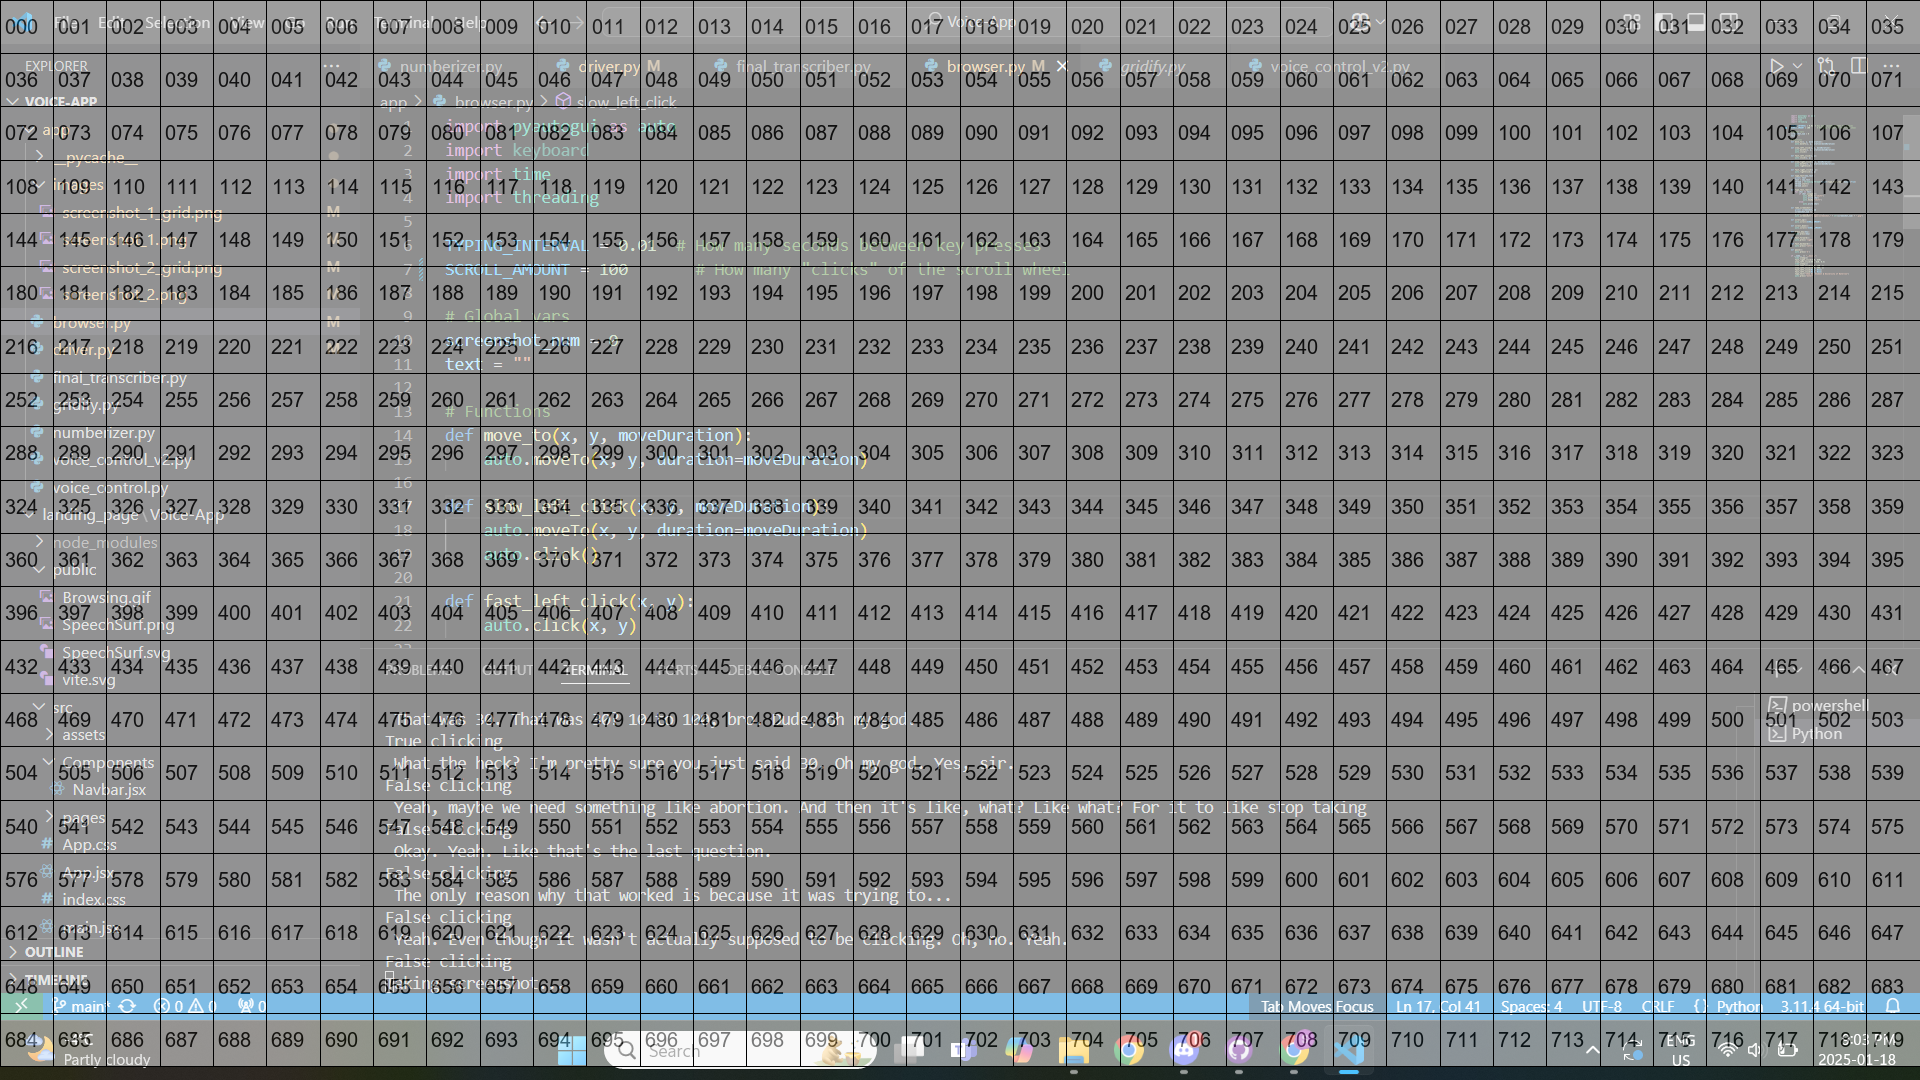 File Edit Selection View Go Run Terminal Help
Voice-App
EXPLORER
numberizer.py
driver.py M
final_transcriber.py
browser.py M
gridify.py
voice_control_v2.py
VOICE-APP
app > browser.py > slow_left_click
app
__pycache__
images
screenshot_1_grid.png M
screenshot_1.png
screenshot_2_grid.png M
screenshot_2.png
browser.py M
driver.py
final_transcriber.py
gridify.py
numberizer.py
voice_control_v2.py
voice_control.py
landing_page\Voice-App
node_modules
public
Browsing.gif
SpeechSurf.png
SpeechSurf.svg
vite.svg
src
assets
Components
Navbar.jsx
pages
App.css
App.jsx
index.css
main.jsx
OUTLINE
TIMELINE
1 import pyautogui as auto
2 import keyboard
3 import time
4 import threading
5
6 TYPING_INTERVAL = 0.01 # How many seconds between key presses
7 SCROLL_AMOUNT = 100 # How many "clicks" of the scroll wheel
8
9 # Global vars
10 screenshot_num = 0
11 text = ""
12
13 # Functions
14 def move_to(x, y, moveDuration):
15 auto.moveTo(x, y, duration=moveDuration)
16
17 def slow_left_click(x, y, moveDuration):
18 auto.moveTo(x, y, duration=moveDuration)
19 auto.click()
20
21 def fast_left_click(x, y):
22 auto.click(x, y)
23
PROBLEMS OUTPUT TERMINAL PORTS DEBUG CONSOLE
powershell
Python
True clicking
What the heck? I'm pretty sure you just said 30. Oh my god. Yes, sir.
False clicking
Yeah, maybe we need something like abortion. And then it's like, what? Like what? For it to like stop taking
False clicking
Okay. Yeah. Like that's the last question.
False clicking
The only reason why that worked is because it was trying to...
False clicking
Yeah. Even though it wasn't actually supposed to be clicking. Oh, no. Yeah.
False clicking
Taking screenshot
main* 0 0 0
Tab Moves Focus Ln 17, Col 41 Spaces: 4 UTF-8 CRLF { } Python 3.11.4 64-bit
Partly cloudy
Search
ENG
US
8:03 PM
2025-01-18
000 001 002 003 004 005 006 007 008 009 010 011 012 013 014 015 016 017 018 019 020 021 022 023 024 025 026 027 028 029 030 031 032 033 034 035
036 037 038 039 040 041 042 043 044 045 046 047 048 049 050 051 052 053 054 055 056 057 058 059 060 061 062 063 064 065 066 067 068 069 070 071
072 073 074 075 076 077 078 079 080 081 082 083 084 085 086 087 088 089 090 091 092 093 094 095 096 097 098 099 100 101 102 103 104 105 106 107
108 109 110 111 112 113 114 115 116 117 118 119 120 121 122 123 124 125 126 127 128 129 130 131 132 133 134 135 136 137 138 139 140 141 142 143
144 145 146 147 148 149 150 151 152 153 154 155 156 157 158 159 160 161 162 163 164 165 166 167 168 169 170 171 172 173 174 175 176 177 178 179
180 181 182 183 184 185 186 187 188 189 190 191 192 193 194 195 196 197 198 199 200 201 202 203 204 205 206 207 208 209 210 211 212 213 214 215
216 217 218 219 220 221 222 223 224 225 226 227 228 229 230 231 232 233 234 235 236 237 238 239 240 241 242 243 244 245 246 247 248 249 250 251
252 253 254 255 256 257 258 259 260 261 262 263 264 265 266 267 268 269 270 271 272 273 274 275 276 277 278 279 280 281 282 283 284 285 286 287
288 289 290 291 292 293 294 295 296 297 298 299 300 301 302 303 304 305 306 307 308 309 310 311 312 313 314 315 316 317 318 319 320 321 322 323
324 325 326 327 328 329 330 331 332 333 334 335 336 337 338 339 340 341 342 343 344 345 346 347 348 349 350 351 352 353 354 355 356 357 358 359
360 361 362 363 364 365 366 367 368 369 370 371 372 373 374 375 376 377 378 379 380 381 382 383 384 385 386 387 388 389 390 391 392 393 394 395
396 397 398 399 400 401 402 403 404 405 406 407 408 409 410 411 412 413 414 415 416 417 418 419 420 421 422 423 424 425 426 427 428 429 430 431
432 433 434 435 436 437 438 439 440 441 442 443 444 445 446 447 448 449 450 451 452 453 454 455 456 457 458 459 460 461 462 463 464 465 466 467
468 469 470 471 472 473 474 475 476 477 478 479 480 481 482 483 484 485 486 487 488 489 490 491 492 493 494 495 496 497 498 499 500 501 502 503
504 505 506 507 508 509 510 511 512 513 514 515 516 517 518 519 520 521 522 523 524 525 526 527 528 529 530 531 532 533 534 535 536 537 538 539
540 541 542 543 544 545 546 547 548 549 550 551 552 553 554 555 556 557 558 559 560 561 562 563 564 565 566 567 568 569 570 571 572 573 574 575
576 577 578 579 580 581 582 583 584 585 586 587 588 589 590 591 592 593 594 595 596 597 598 599 600 601 602 603 604 605 606 607 608 609 610 611
612 613 614 615 616 617 618 619 620 621 622 623 624 625 626 627 628 629 630 631 632 633 634 635 636 637 638 639 640 641 642 643 644 645 646 647
648 649 650 651 652 653 654 655 656 657 658 659 660 661 662 663 664 665 666 667 668 669 670 671 672 673 674 675 676 677 678 679 680 681 682 683
684 685 686 687 688 689 690 691 692 693 694 695 696 697 698 699 700 701 702 703 704 705 706 707 708 709 710 711 712 713 714 715 716 717 718 719